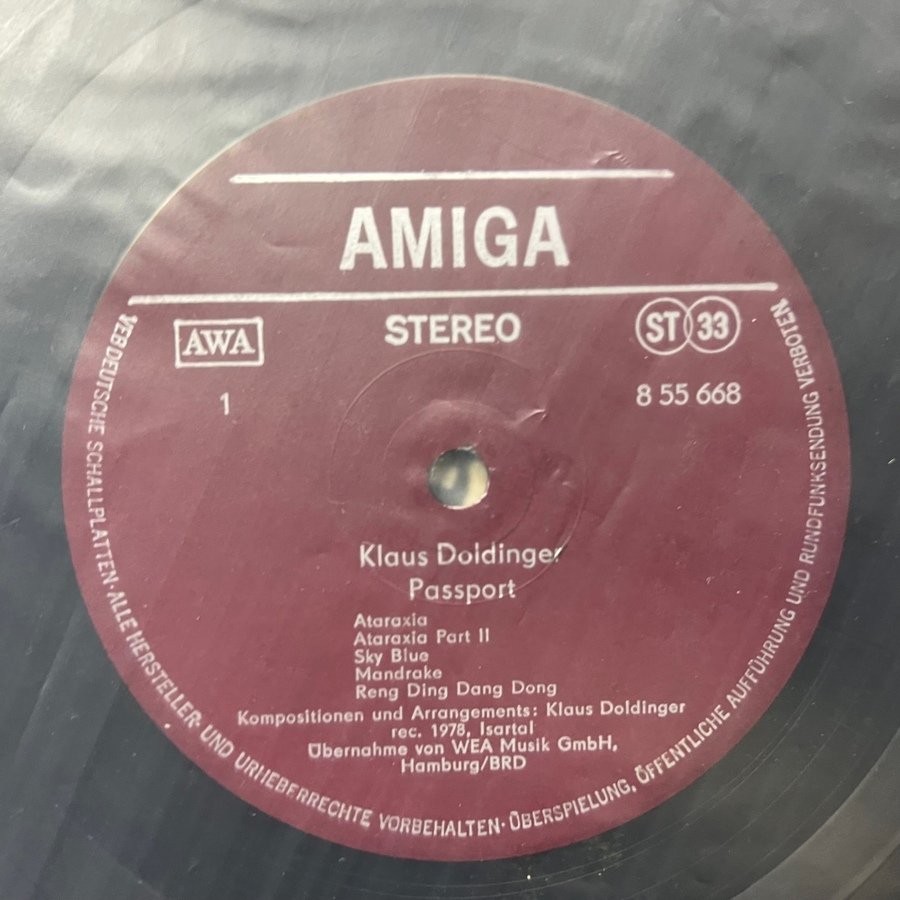 AMIGA
AWA
STEREO
ST 33
1
8 55 668
Klaus Doldinger
Passport
Ataraxia
Ataraxia Part II
Sky Blue
Mandrake
Reng Ding Dang Dong
Kompositionen und Arrangements: Klaus Doldinger
rec. 1978, Isartal
Übernahme von WEA Musik GmbH,
Hamburg/BRD
VEB DEUTSCHE SCHALLPLATTEN · ALLE HERSTELLER- UND URHEBERRECHTE VORBEHALTEN · ÜBERSPIELUNG, ÖFFENTLICHE AUFFÜHRUNG UND RUNDFUNKSENDUNG VERBOTEN